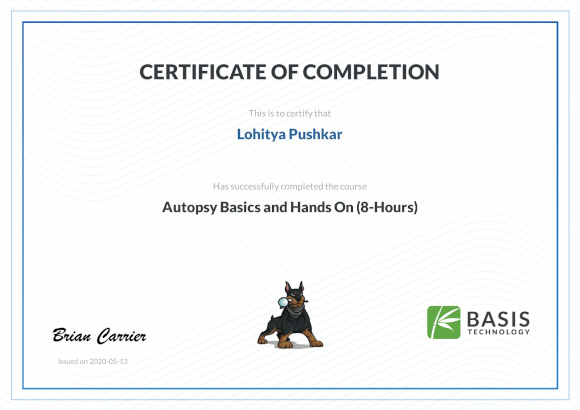 CERTIFICATE OF COMPLETION
This is to certify that
Lohitya Pushkar
Has successfully completed the course
Autopsy Basics and Hands On (8-Hours)
Brian Carrier
Issued on 2020-05-13
BASIS
TECHNOLOGY